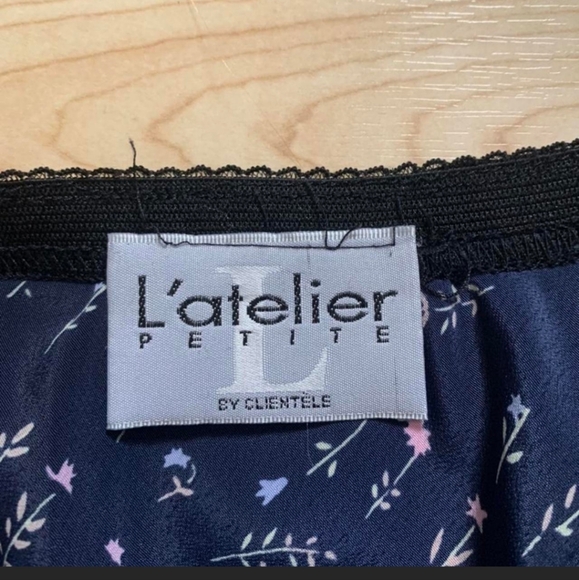 L'atelier
PETITE
L
BY CLIENTÈLE